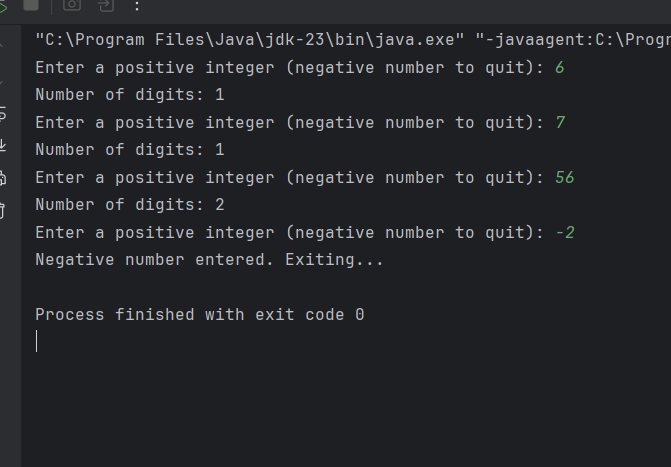 "C:\Program Files\Java\jdk-23\bin\java.exe" "-javaagent:C:\Progr
Enter a positive integer (negative number to quit): 6
Number of digits: 1
Enter a positive integer (negative number to quit): 7
Number of digits: 1
Enter a positive integer (negative number to quit): 56
Number of digits: 2
Enter a positive integer (negative number to quit): -2
Negative number entered. Exiting...
Process finished with exit code 0